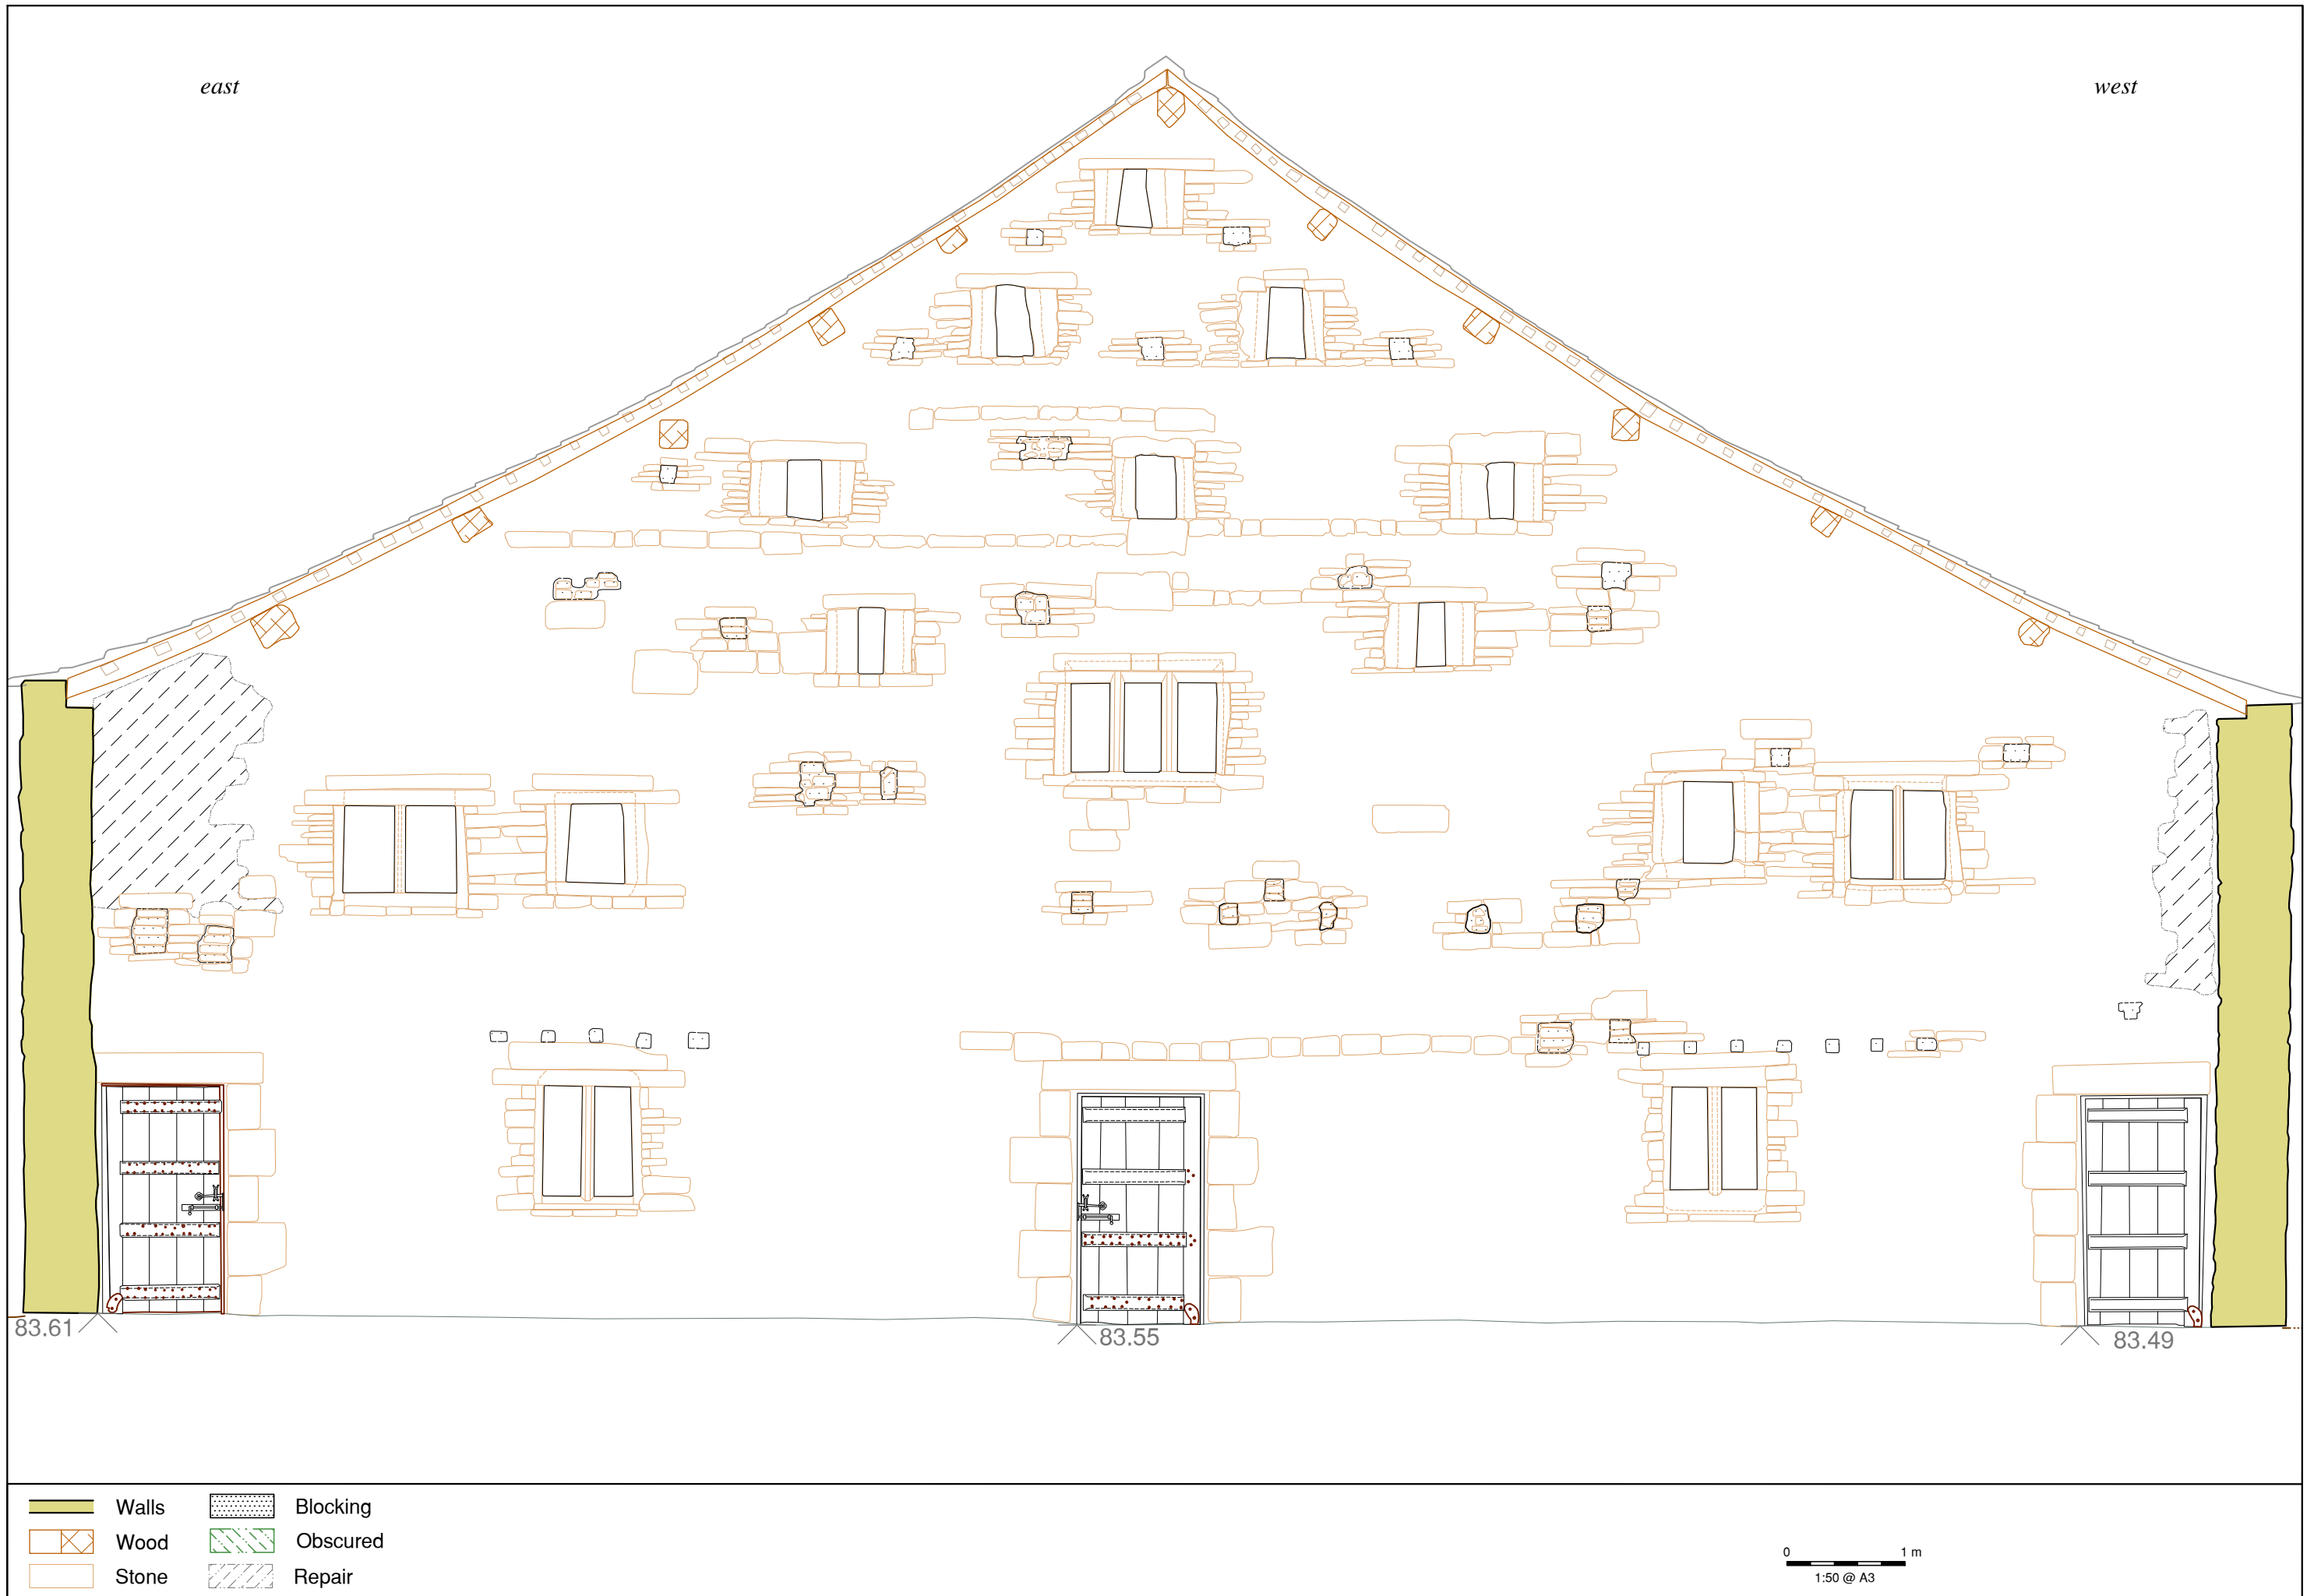 east
west
83.61
83.55
83.49
Walls
Blocking
Wood
Obscured
Stone
Repair
0 1 m
1:50 @ A3